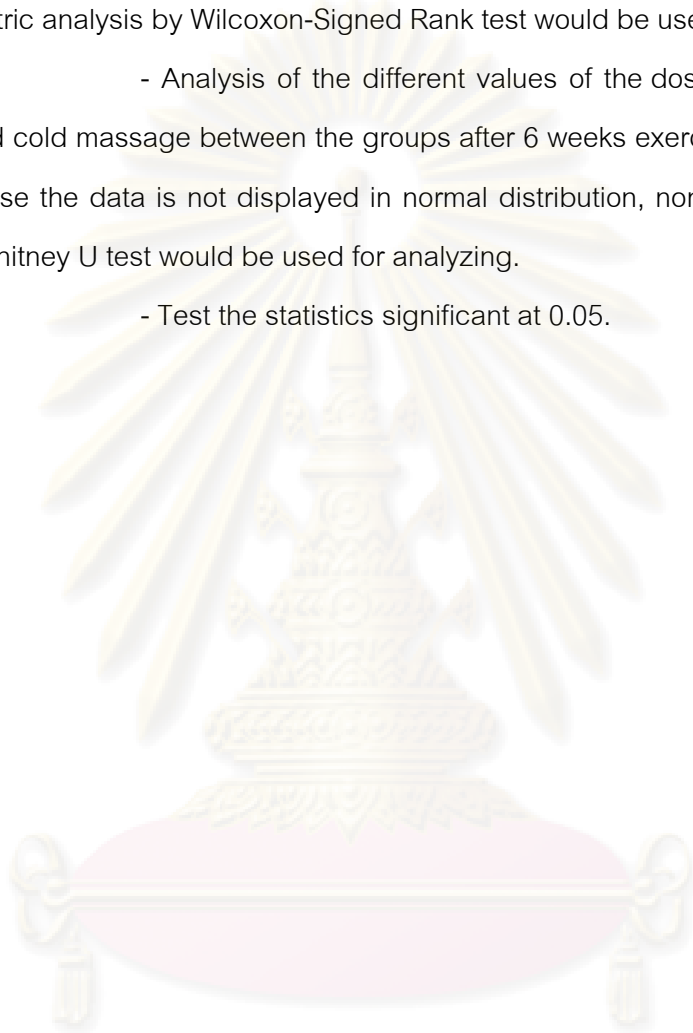 tric analysis by Wilcoxon-Signed Rank test would be use
- Analysis of the different values of the dos
d cold massage between the groups after 6 weeks exer
se the data is not displayed in normal distribution, nor
hitney U test would be used for analyzing.
- Test the statistics significant at 0.05.